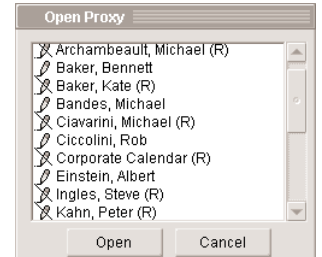 Open Proxy
Archambeault, Michael (R)
Baker, Bennett
Baker, Kate (R)
Bandes, Michael
Ciavarini, Michael (R)
Ciccolini, Rob
Corporate Calendar (R)
Einstein, Albert
Ingles, Steve (R)
Kahn, Peter (R)
Open Cancel